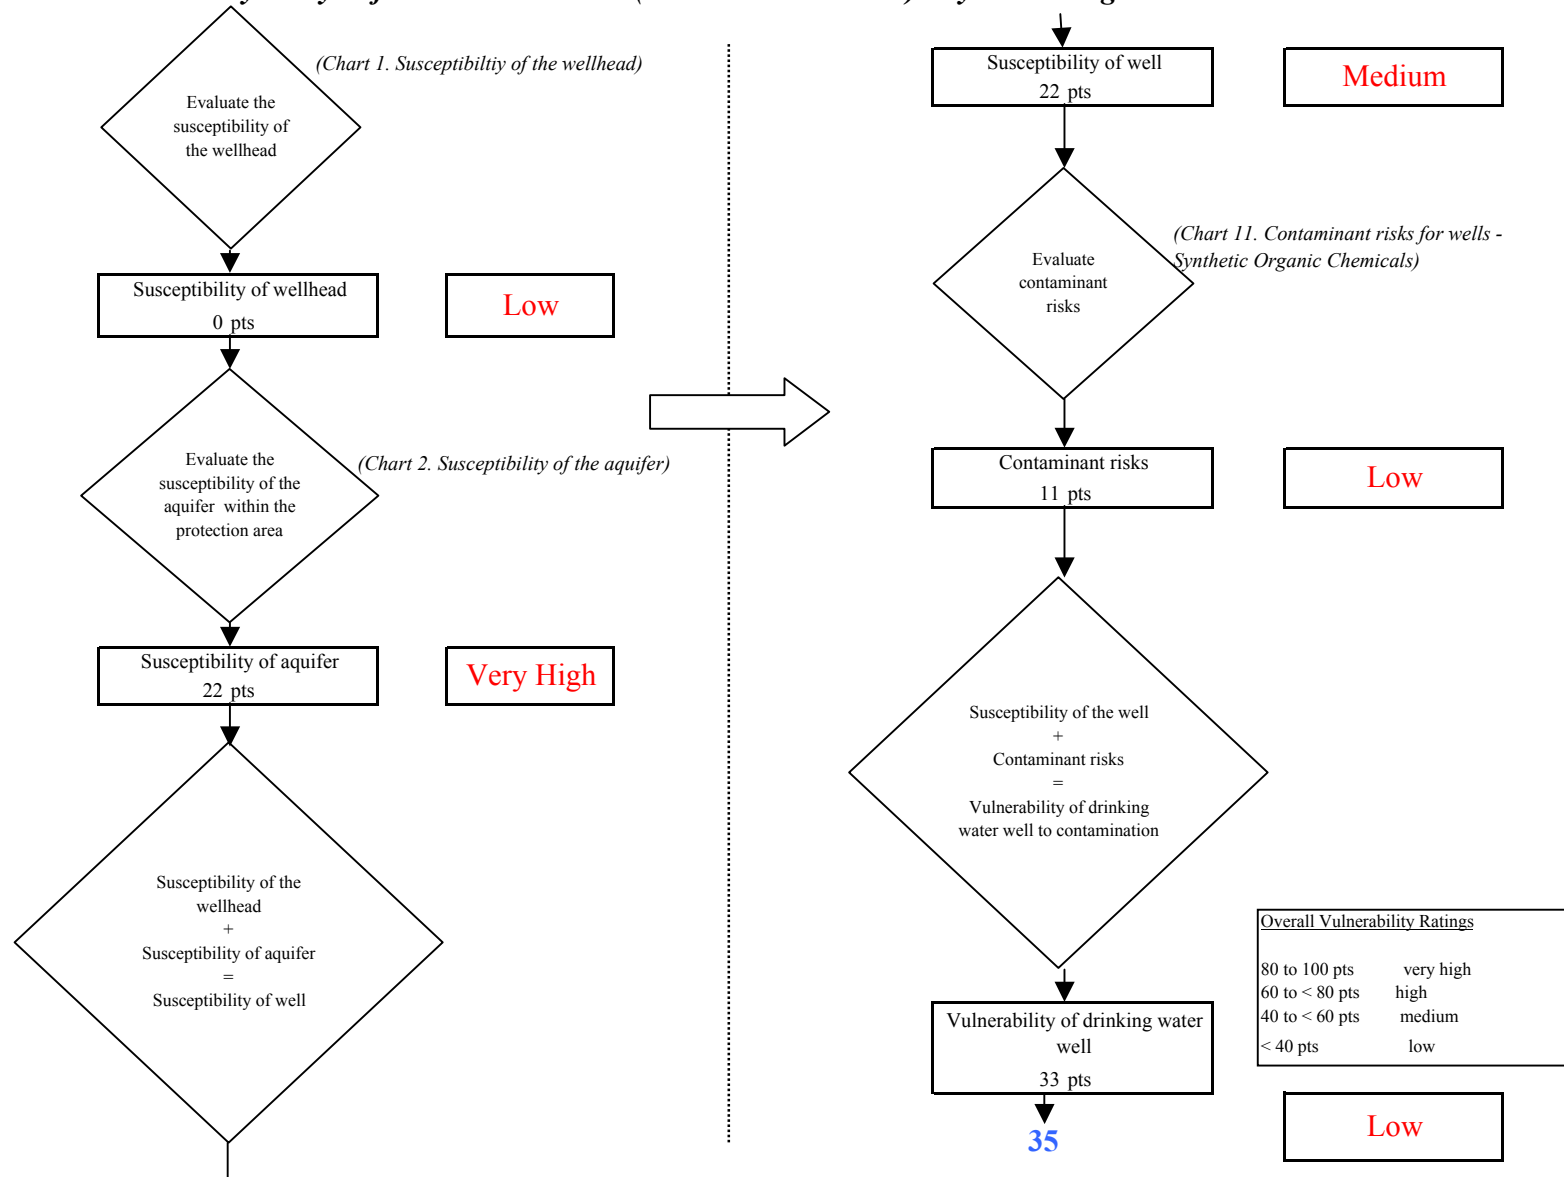 (Chart 1. Susceptibiltiy of the wellhead)
Evaluate the
susceptibility of
the wellhead
Susceptibility of wellhead
0 pts
Low
Evaluate the
susceptibility of the
aquifer within the
protection area
(Chart 2. Susceptibility of the aquifer)
Susceptibility of aquifer
22 pts
Very High
Susceptibility of the
wellhead
+
Susceptibility of aquifer
=
Susceptibility of well
Susceptibility of well
22 pts
Medium
(Chart 11. Contaminant risks for wells -
Synthetic Organic Chemicals)
Evaluate
contaminant
risks
Contaminant risks
11 pts
Low
Susceptibility of the well
+
Contaminant risks
=
Vulnerability of drinking
water well to contamination
Overall Vulnerability Ratings
80 to 100 pts very high
60 to < 80 pts high
40 to < 60 pts medium
< 40 pts low
Vulnerability of drinking water
well
33 pts
35
Low